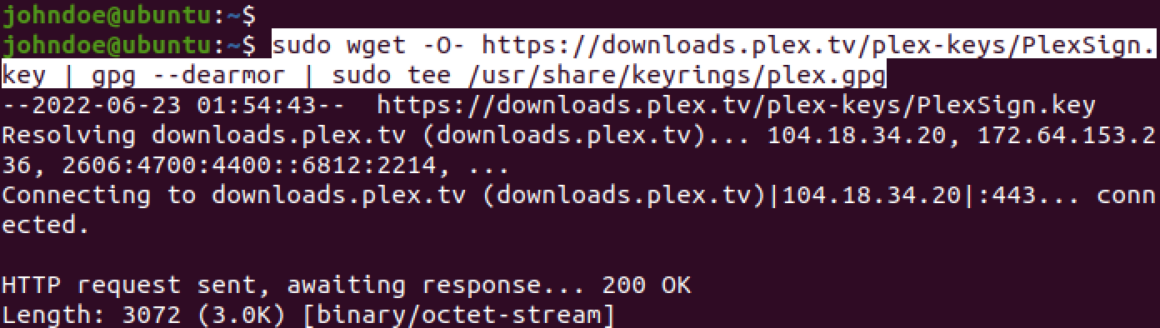 johndoe@ubuntu:~$
johndoe@ubuntu:~$ sudo wget -O- https://downloads.plex.tv/plex-keys/PlexSign.
key | gpg --dearmor | sudo tee /usr/share/keyrings/plex.gpg
--2022-06-23 01:54:43--  https://downloads.plex.tv/plex-keys/PlexSign.key
Resolving downloads.plex.tv (downloads.plex.tv)... 104.18.34.20, 172.64.153.2
36, 2606:4700:4400::6812:2214, ...
Connecting to downloads.plex.tv (downloads.plex.tv)|104.18.34.20|:443... conn
ected.
HTTP request sent, awaiting response... 200 OK
Length: 3072 (3.0K) [binary/octet-stream]